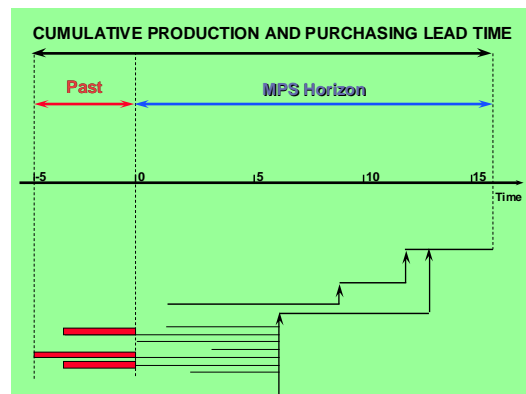 CUMULATIVE PRODUCTION AND PURCHASING LEAD TIME
Past MPS Horizon
-5 0 5 10 15
Time